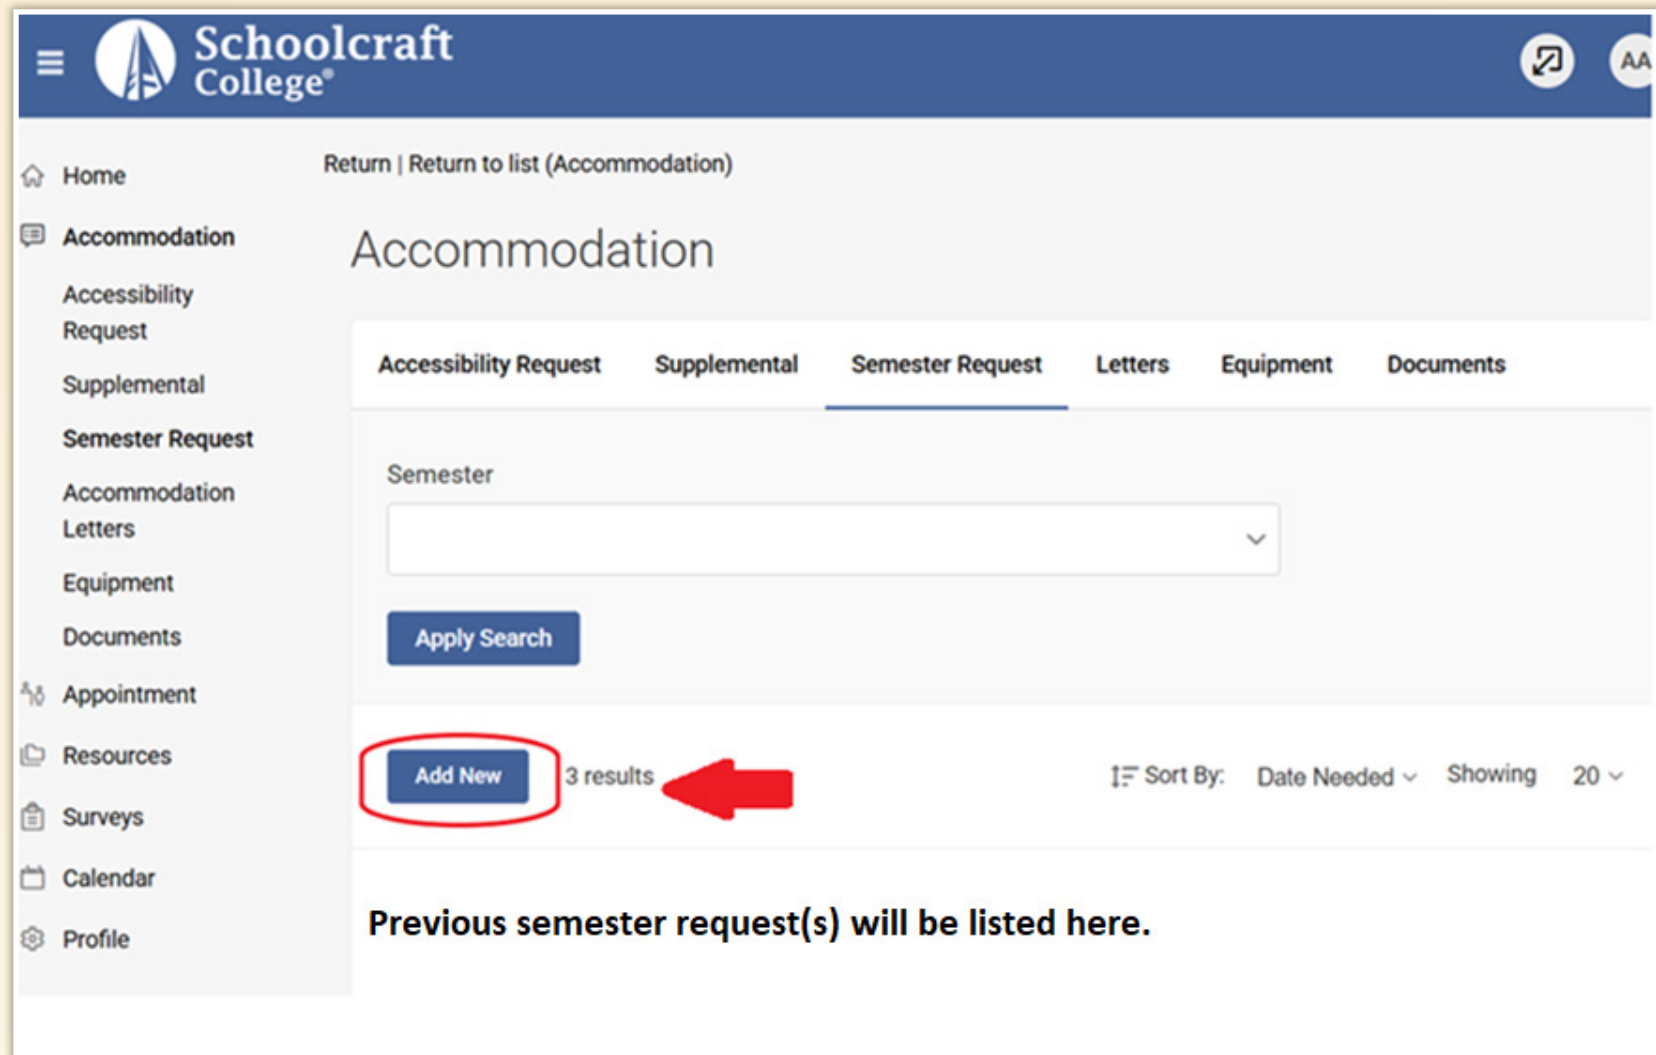 Schoolcraft
College®
AA
Home
Accommodation
Accessibility
Request
Supplemental
Semester Request
Accommodation
Letters
Equipment
Documents
Appointment
Resources
Surveys
Calendar
Profile
Return | Return to list (Accommodation)
Accommodation
Accessibility Request Supplemental Semester Request Letters Equipment Documents
Semester
Apply Search
Add New 3 results Sort By: Date Needed Showing 20
Previous semester request(s) will be listed here.